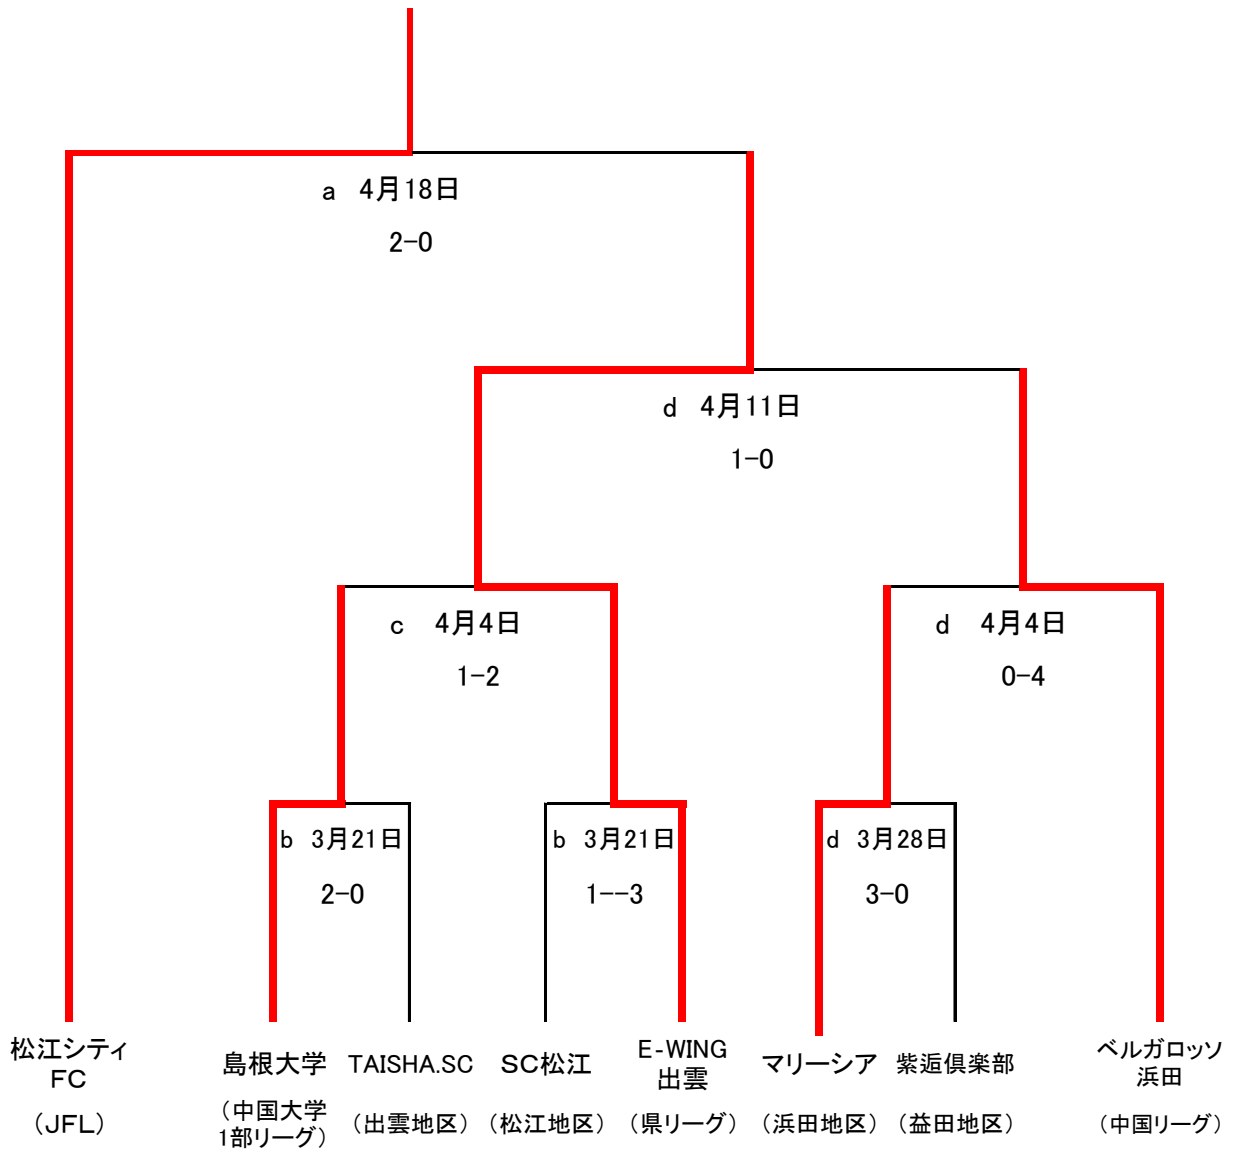 a 4月18日
2-0
d 4月11日
1-0
c 4月4日
1-2
d 4月4日
0-4
b 3月21日
2-0
b 3月21日
1--3
d 3月28日
3-0
松江シティ
FC
(JFL)
島根大学
(中国大学
1部リーグ)
TAISHA.SC
(出雲地区)
SC松江
(松江地区)
E-WING
出雲
(県リーグ)
マリーシア
(浜田地区)
紫逅倶楽部
(益田地区)
ベルガロッソ
浜田
(中国リーグ)